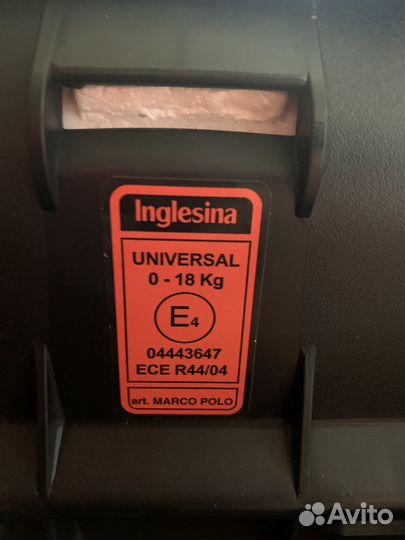 Inglesina
UNIVERSAL
0 - 18 Kg
E4
04443647
ECE R44/04
art. MARCO POLO
Avito